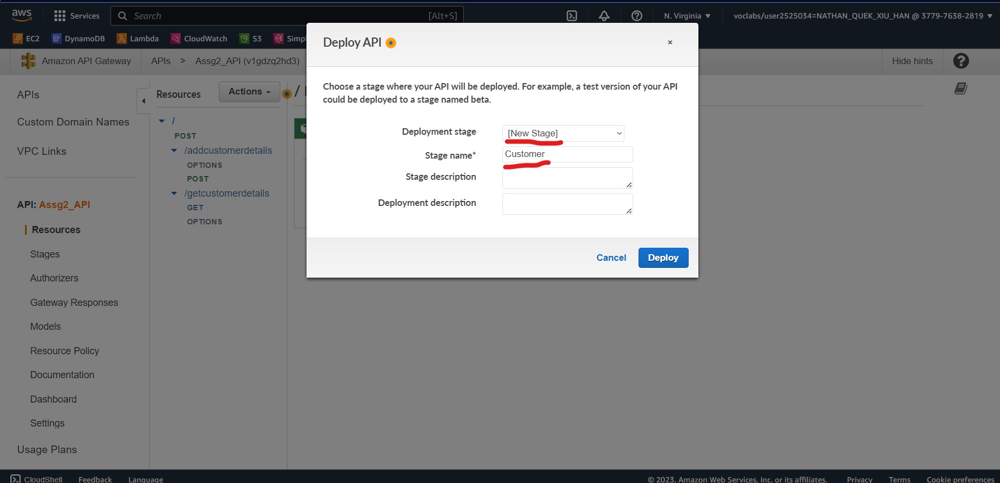 aws
Services
Search
[Alt+S]
N. Virginia
voclabs/user2525034=NATHAN_QUEK_XIU_HAN @ 3779-7638-2819
EC2
DynamoDB
Lambda
CloudWatch
S3
Amazon API Gateway
APIs > Assg2_API (v1gdzq2hd3)
Hide hints
APIs
Custom Domain Names
VPC Links
API: Assg2_API
Resources
Stages
Authorizers
Gateway Responses
Models
Resource Policy
Documentation
Dashboard
Settings
Usage Plans
Resources
Actions
/
/
POST
/addcustomerdetails
OPTIONS
POST
/getcustomerdetails
GET
OPTIONS
Deploy API
×
Choose a stage where your API will be deployed. For example, a test version of your API
could be deployed to a stage named beta.
Deployment stage
[New Stage]
Stage name*
Customer
Stage description
Deployment description
Cancel
Deploy
CloudShell
Feedback
Language
© 2023, Amazon Web Services, Inc. or its affiliates.
Privacy
Terms
Cookie preferences